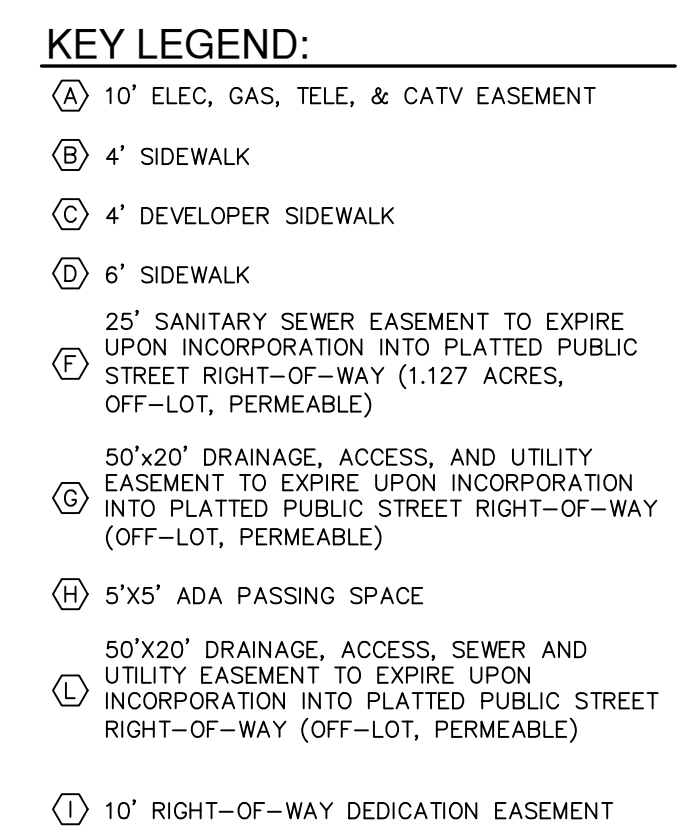 KEY LEGEND:
A 10' ELEC, GAS, TELE, & CATV EASEMENT
B 4' SIDEWALK
C 4' DEVELOPER SIDEWALK
D 6' SIDEWALK
25' SANITARY SEWER EASEMENT TO EXPIRE
UPON INCORPORATION INTO PLATTED PUBLIC
F STREET RIGHT-OF-WAY (1.127 ACRES,
OFF-LOT, PERMEABLE)
50'x20' DRAINAGE, ACCESS, AND UTILITY
EASEMENT TO EXPIRE UPON INCORPORATION
G INTO PLATTED PUBLIC STREET RIGHT-OF-WAY
(OFF-LOT, PERMEABLE)
H 5'X5' ADA PASSING SPACE
50'X20' DRAINAGE, ACCESS, SEWER AND
UTILITY EASEMENT TO EXPIRE UPON
L INCORPORATION INTO PLATTED PUBLIC STREET
RIGHT-OF-WAY (OFF-LOT, PERMEABLE)
I 10' RIGHT-OF-WAY DEDICATION EASEMENT